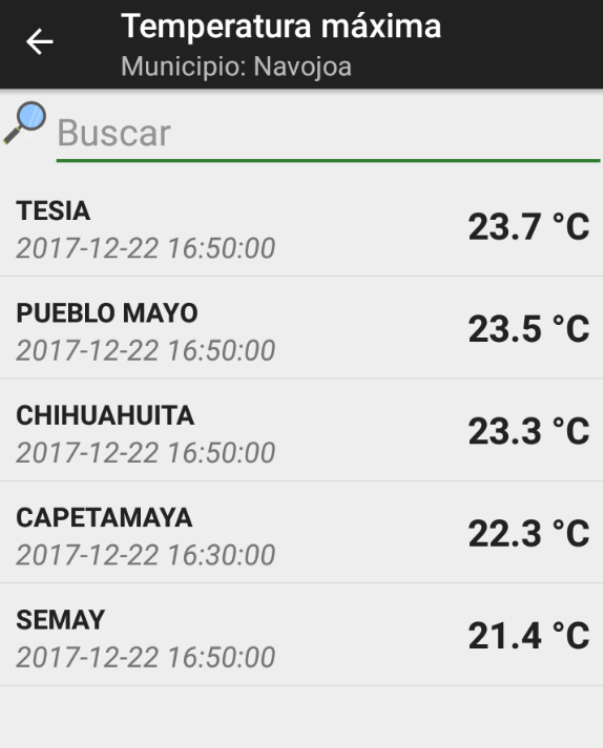 Temperatura máxima
Municipio: Navojoa
Buscar
TESIA
2017-12-22 16:50:00
23.7 °C
PUEBLO MAYO
2017-12-22 16:50:00
23.5 °C
CHIHUAHUITA
2017-12-22 16:50:00
23.3 °C
CAPETAMAYA
2017-12-22 16:30:00
22.3 °C
SEMAY
2017-12-22 16:50:00
21.4 °C